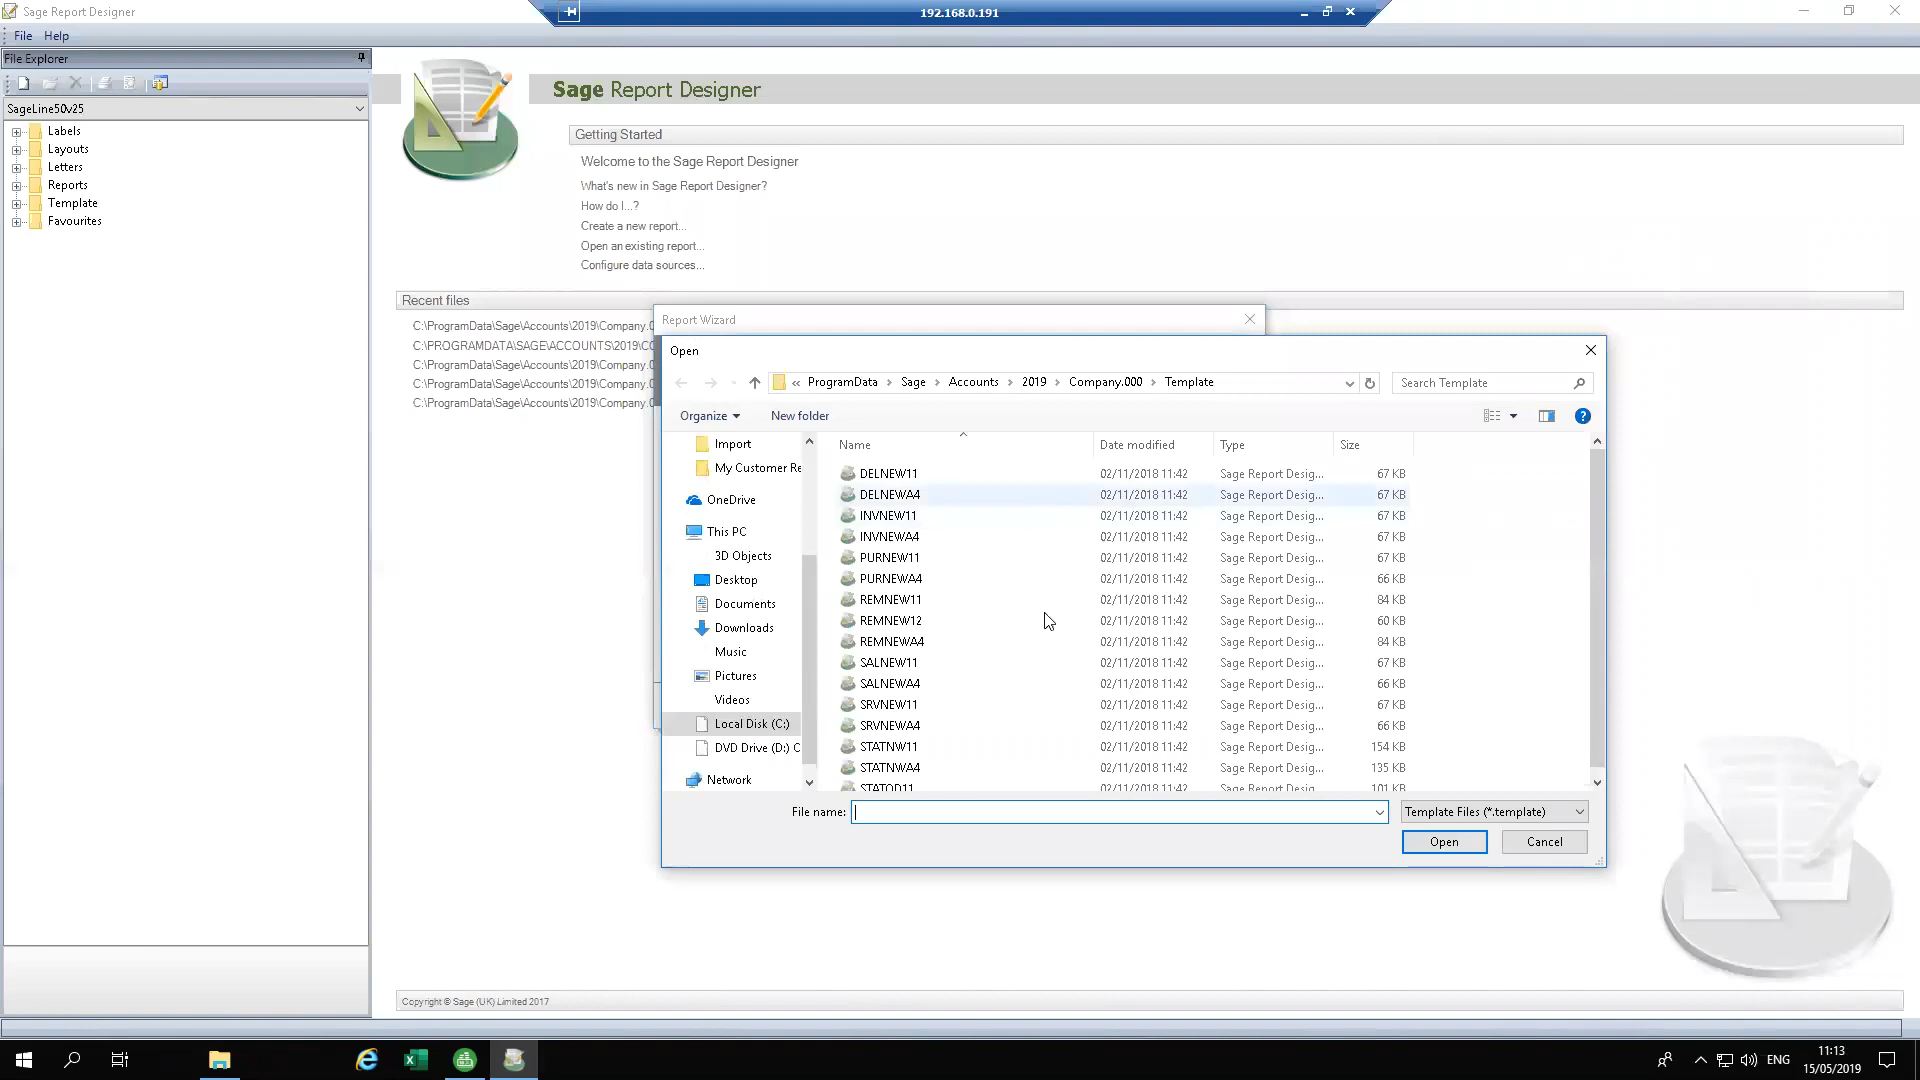 Sage Report Designer
192.168.0.191
File Help
File Explorer
SageLine50v25
Labels
Layouts
Letters
Reports
Template
Favourites
Sage Report Designer
Getting Started
Welcome to the Sage Report Designer
What's new in Sage Report Designer?
How do I...?
Create a new report...
Open an existing report...
Configure data sources...
Recent files
C:\ProgramData\Sage\Accounts\2019\Company.0
C:\PROGRAMDATA\SAGE\ACCOUNTS\2019\CO
C:\ProgramData\Sage\Accounts\2019\Company.0
C:\ProgramData\Sage\Accounts\2019\Company.0
C:\ProgramData\Sage\Accounts\2019\Company.0
Report Wizard
Open
« ProgramData > Sage > Accounts > 2019 > Company.000 > Template
Search Template
Organize New folder
Import
My Customer Re
OneDrive
This PC
3D Objects
Desktop
Documents
Downloads
Music
Pictures
Videos
Local Disk (C:)
DVD Drive (D:) C
Network
Name Date modified Type Size
DELNEW11 02/11/2018 11:42 Sage Report Desig... 67 KB
DELNEWA4 02/11/2018 11:42 Sage Report Desig... 67 KB
INVNEW11 02/11/2018 11:42 Sage Report Desig... 67 KB
INVNEWA4 02/11/2018 11:42 Sage Report Desig... 67 KB
PURNEW11 02/11/2018 11:42 Sage Report Desig... 67 KB
PURNEWA4 02/11/2018 11:42 Sage Report Desig... 66 KB
REMNEW11 02/11/2018 11:42 Sage Report Desig... 84 KB
REMNEW12 02/11/2018 11:42 Sage Report Desig... 60 KB
REMNEWA4 02/11/2018 11:42 Sage Report Desig... 84 KB
SALNEW11 02/11/2018 11:42 Sage Report Desig... 67 KB
SALNEWA4 02/11/2018 11:42 Sage Report Desig... 66 KB
SRVNEW11 02/11/2018 11:42 Sage Report Desig... 67 KB
SRVNEWA4 02/11/2018 11:42 Sage Report Desig... 66 KB
STATNW11 02/11/2018 11:42 Sage Report Desig... 154 KB
STATNWA4 02/11/2018 11:42 Sage Report Desig... 135 KB
STATOD11 02/11/2018 11:42 Sage Report Desig... 101 KB
File name: Template Files (*.template)
Open Cancel
Copyright © Sage (UK) Limited 2017
ENG
11:13
15/05/2019